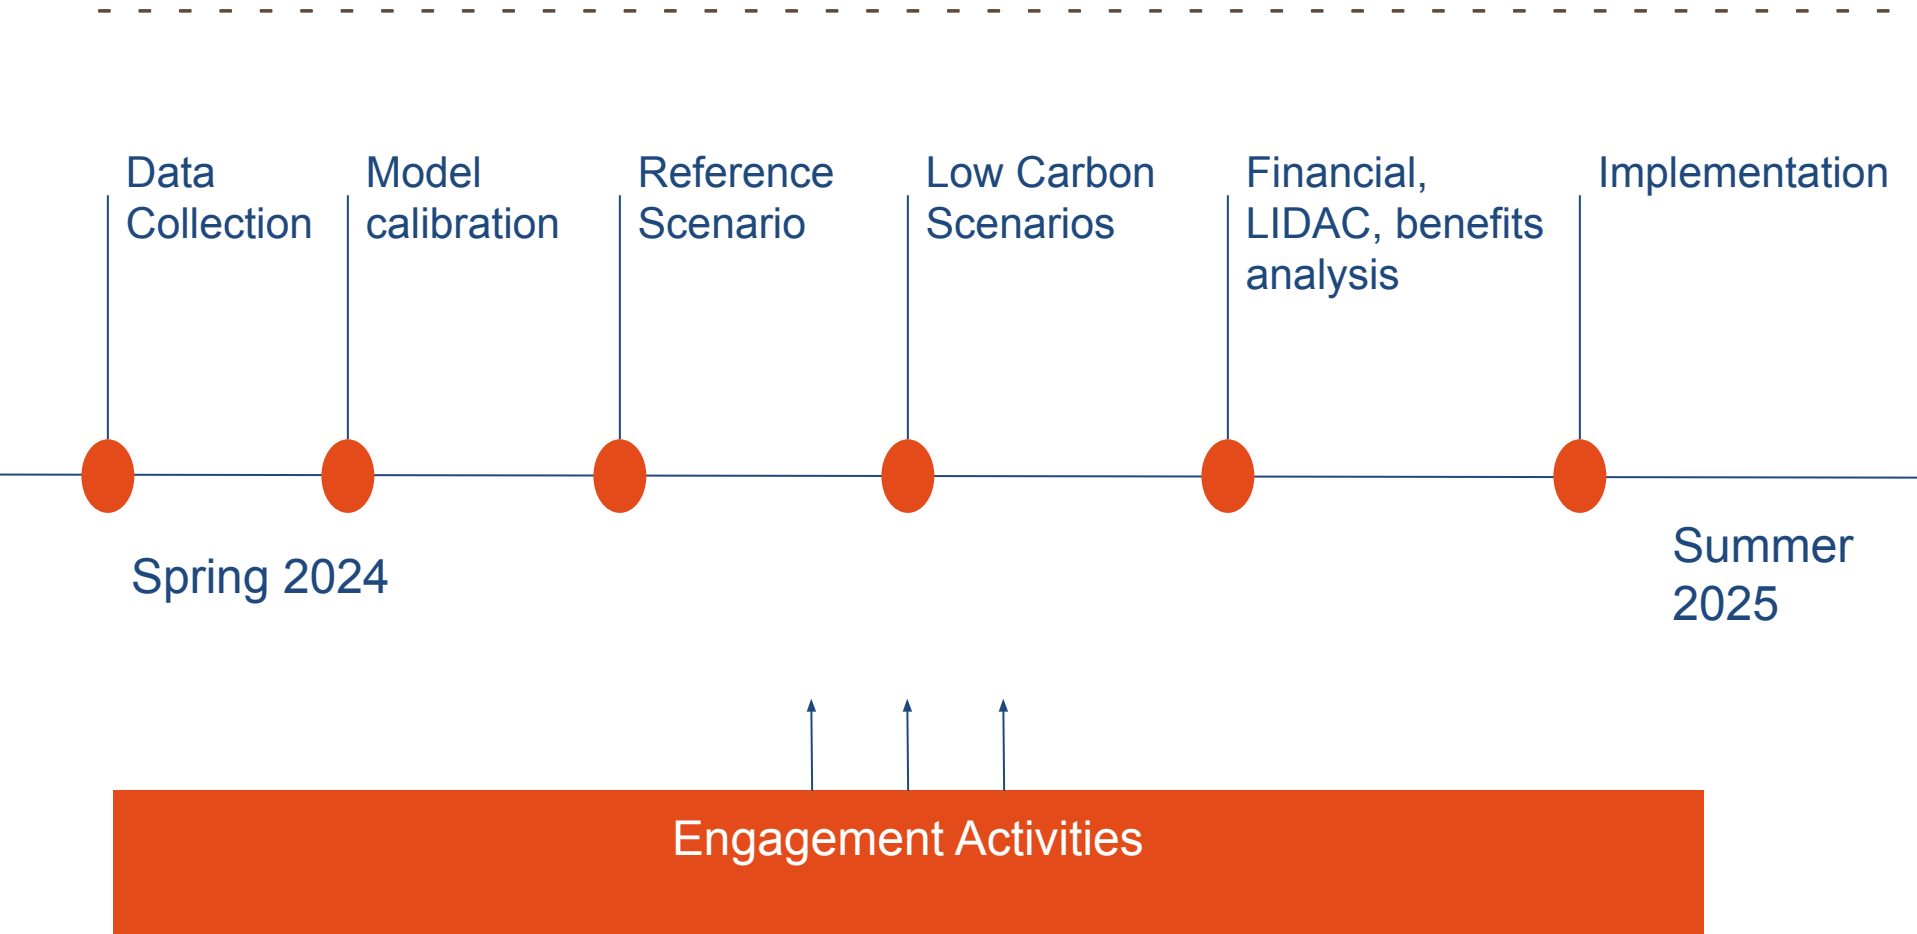 Data
Collection
Model
calibration
Reference
Scenario
Low Carbon
Scenarios
Financial,
LIDAC, benefits
analysis
Implementation
Spring 2024
Summer
2025
Engagement Activities